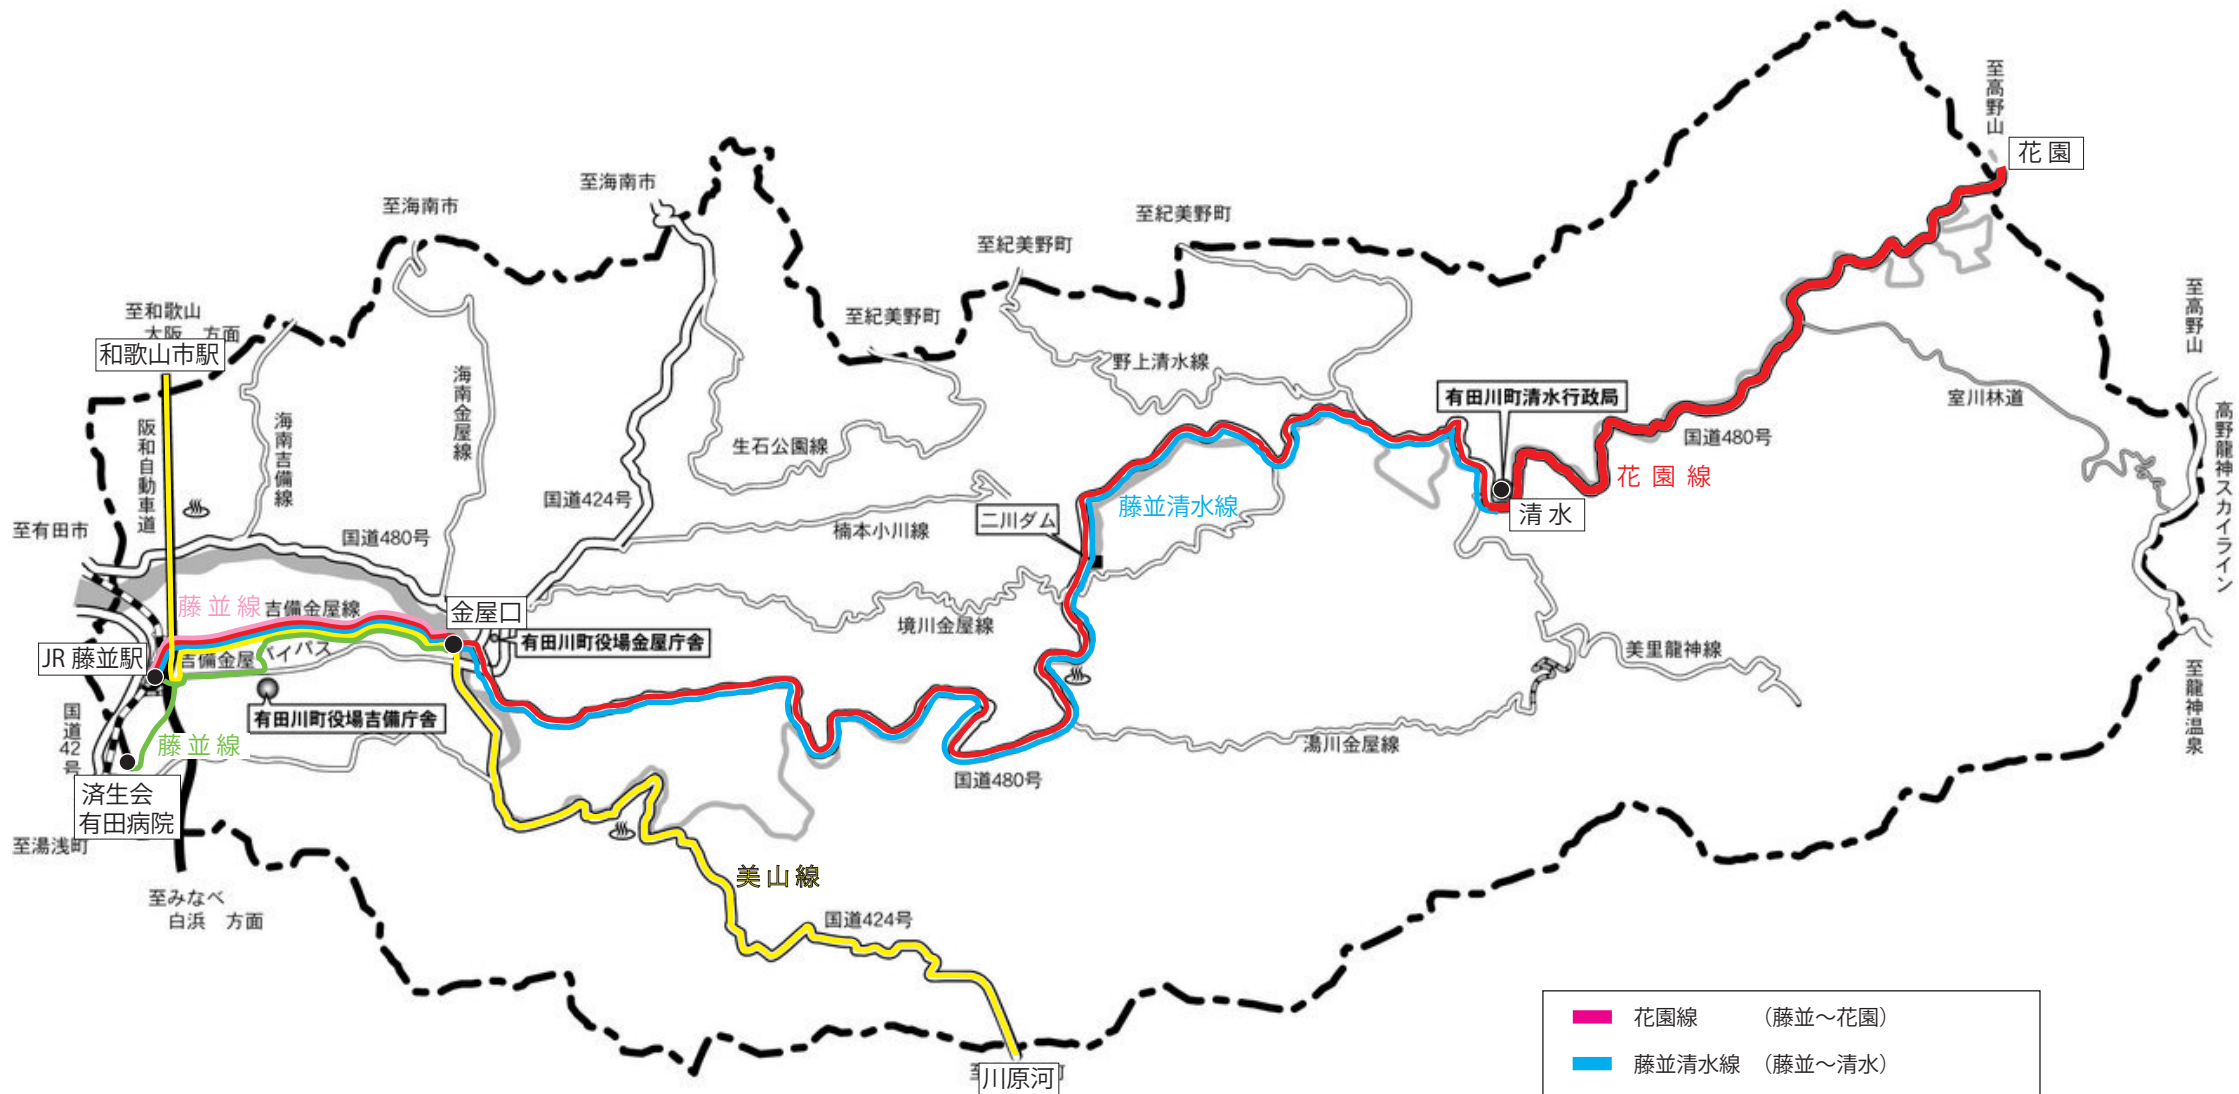 至高野山
花園
至海南市
至海南市
至紀美野町
至紀美野町
至紀美野町
至和歌山
大阪　方面
和歌山市駅
阪和自動車道
海南吉備線
海南金屋線
生石公園線
野上清水線
有田川町清水行政局
国道480号
室川林道
至高野山
高野龍神スカイライン
花園線
清水
藤並清水線
二川ダム
国道424号
楠本小川線
国道480号
至有田市
藤並線
吉備金屋線
金屋口
有田川町役場金屋庁舎
境川金屋線
美里龍神線
JR 藤並駅
吉備金屋
バイパス
有田川町役場吉備庁舎
国道42号
藤並線
湯川金屋線
至龍神温泉
国道480号
済生会
有田病院
至湯浅町
至みなべ
白浜　方面
美山線
国道424号
川原河
町
花園線　（藤並～花園）
藤並清水線　（藤並～清水）